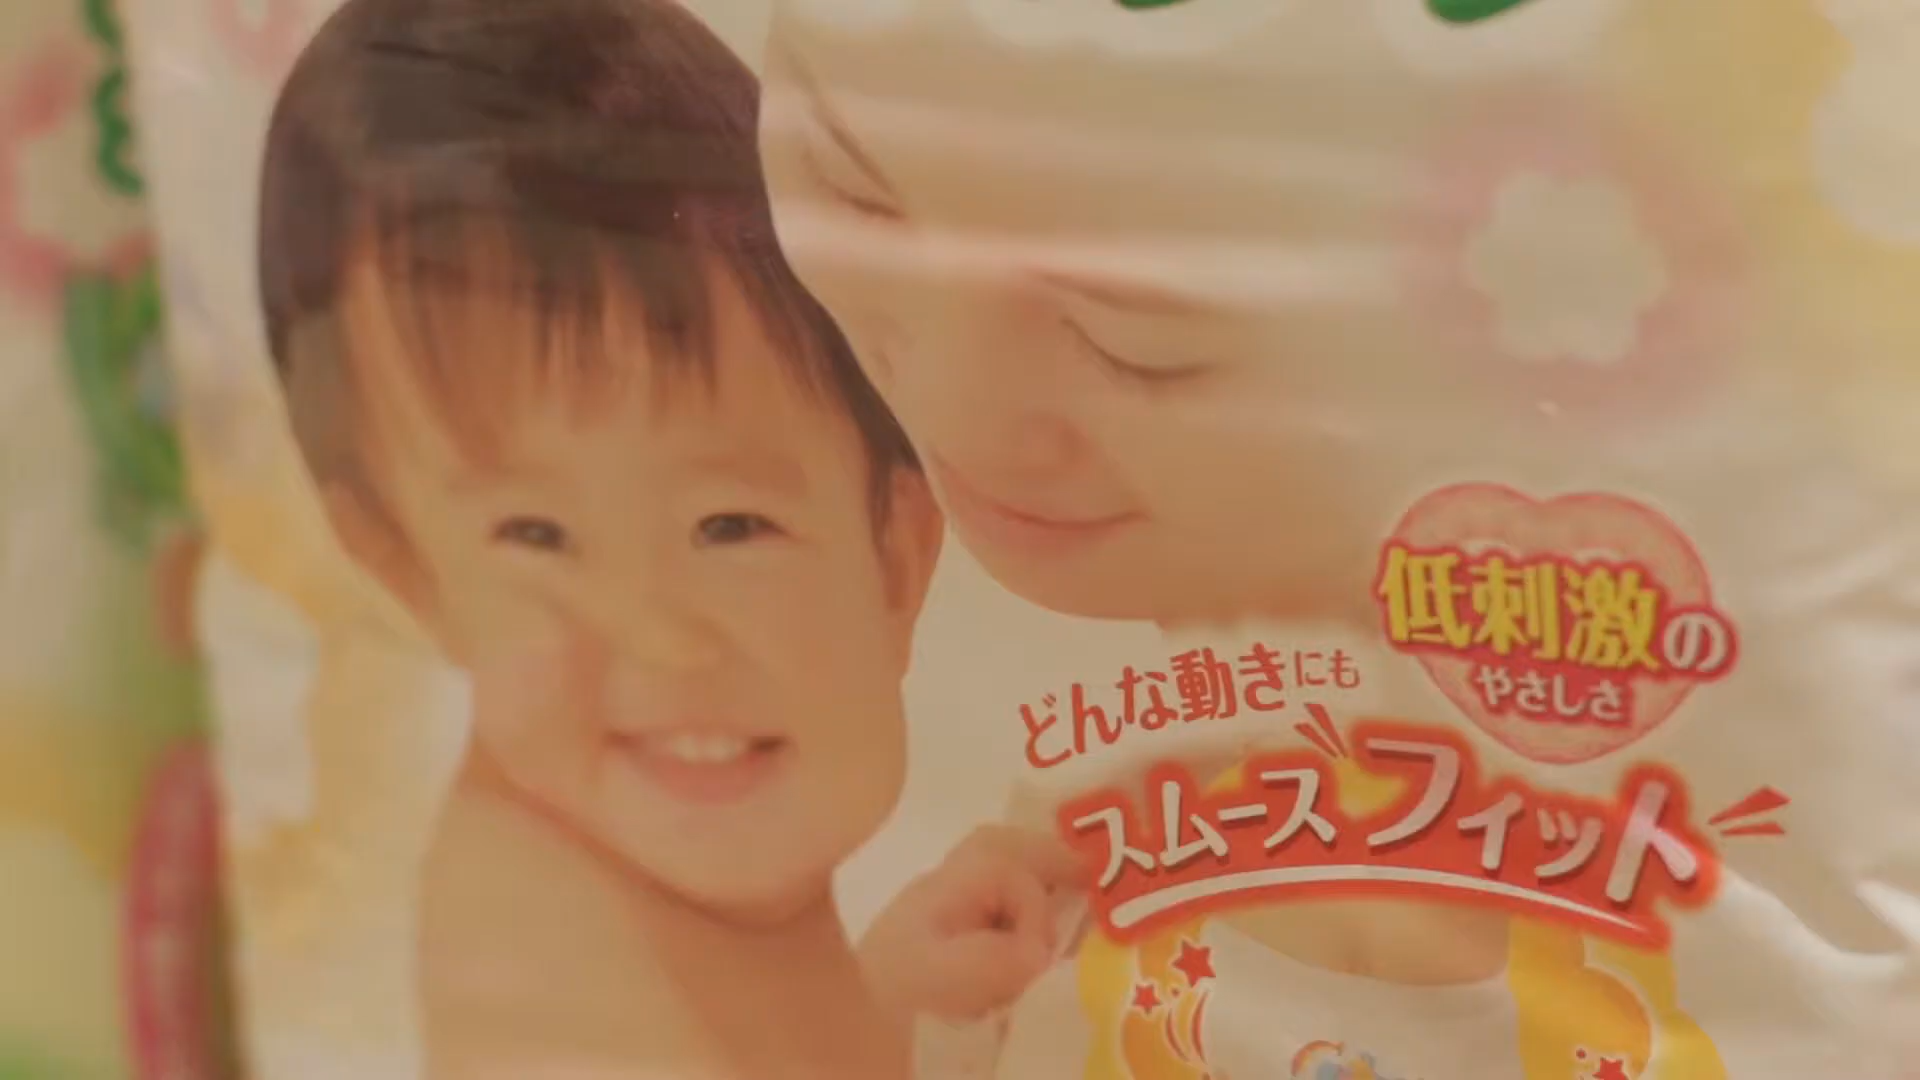 低刺激の
やさしさ
どんな動きにも
スムースフィット